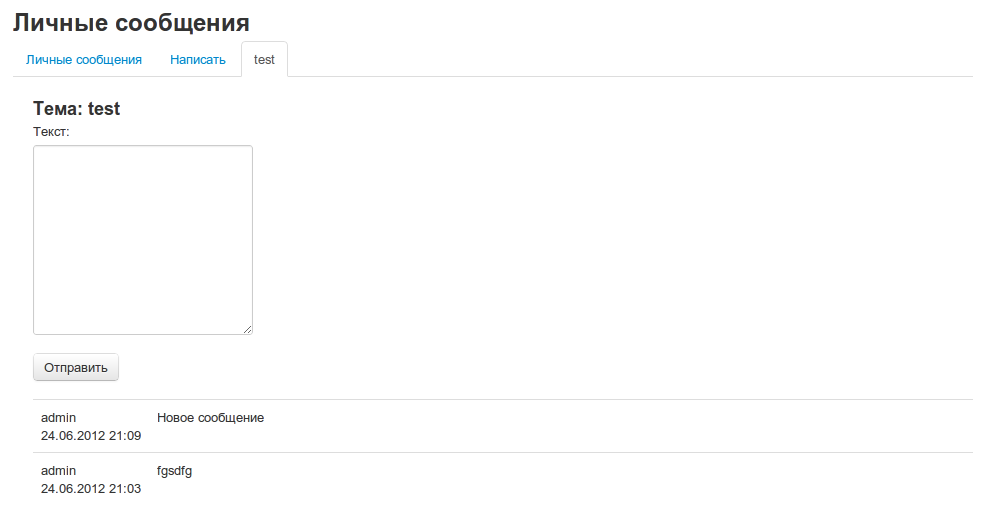 Личные сообщения
Личные сообщения Написать test
Тема: test
Текст:
Отправить
admin Новое сообщение
24.06.2012 21:09
admin fgsdfg
24.06.2012 21:03